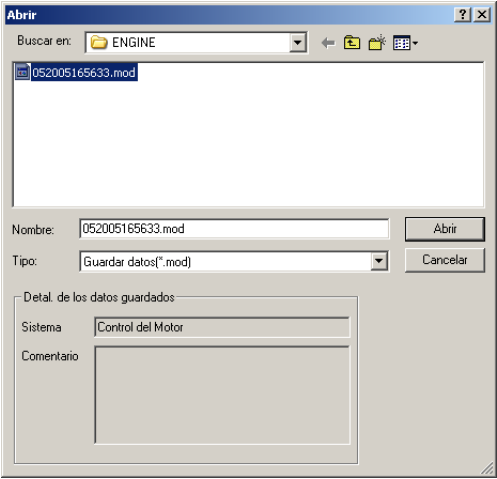 Abrir
Buscar en: ENGINE
052005165633.mod
Nombre: 052005165633.mod Abrir
Tipo: Guardar datos(*.mod) Cancelar
Detal. de los datos guardados
Sistema Control del Motor
Comentario